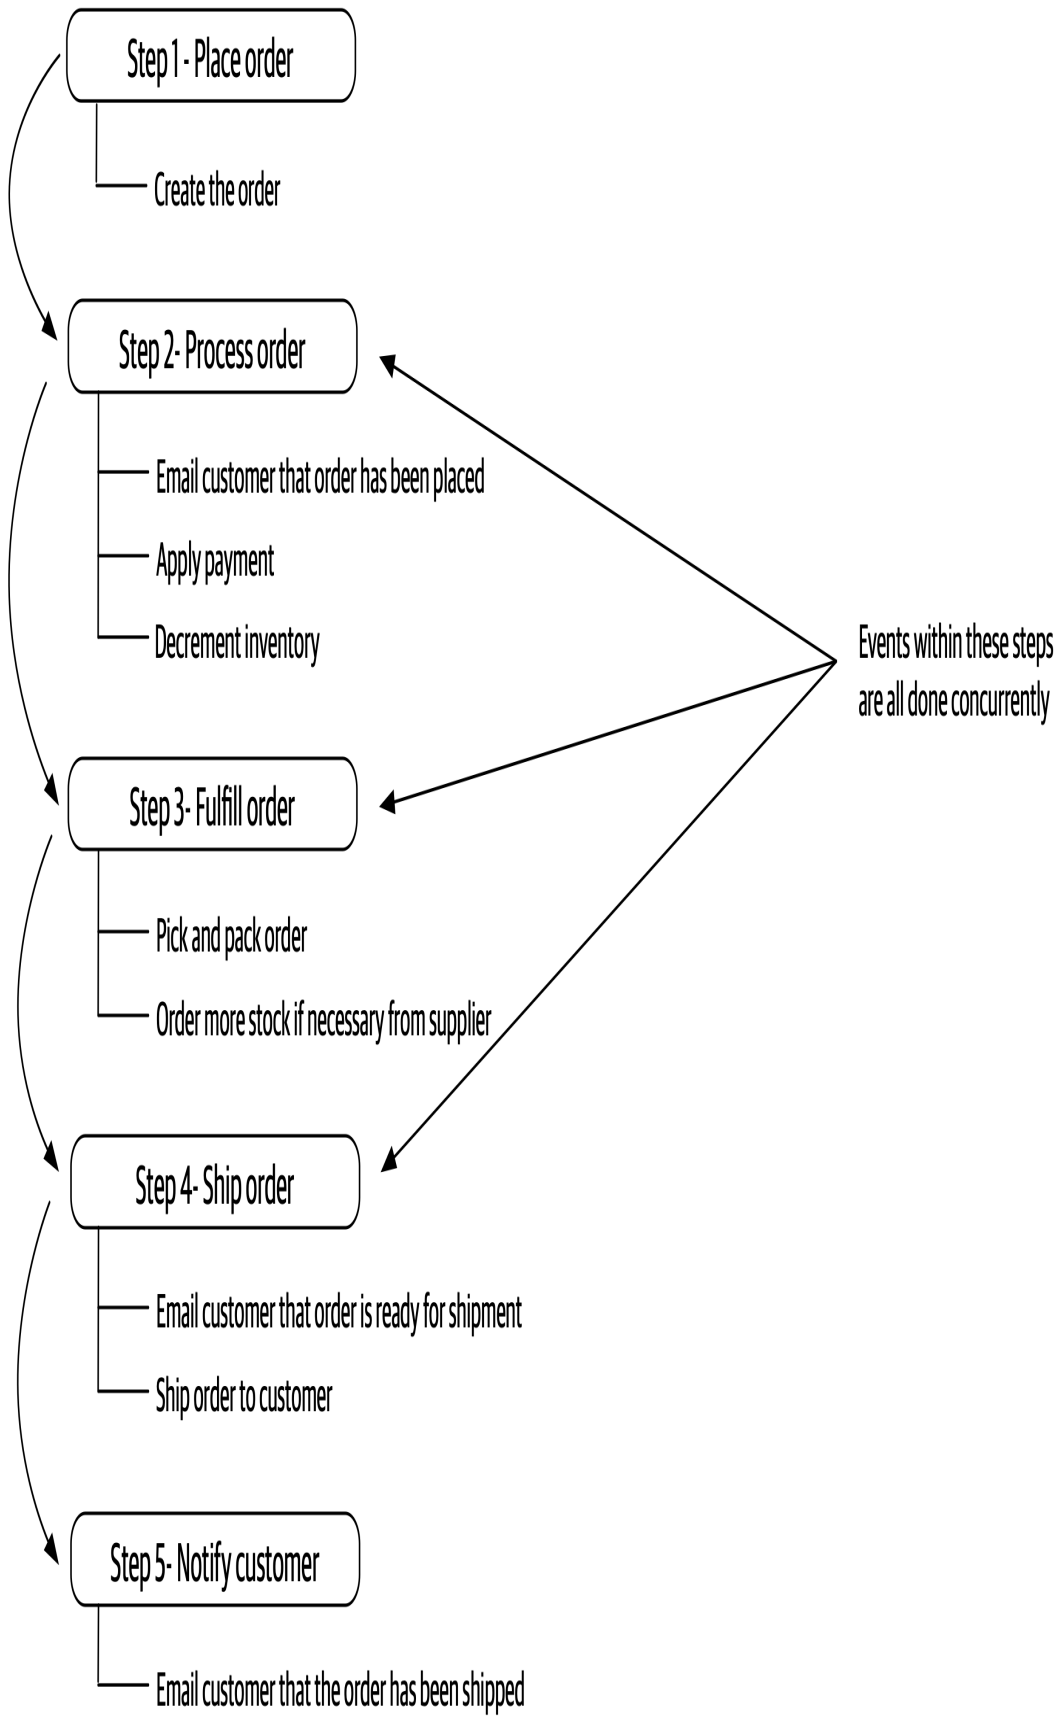 Step 1- Place order
Create the order
Step 2- Process order
Email customer that order has been placed
Apply payment
Decrement inventory
Events within these steps
are all done concurrently
Step 3- Fulfill order
Pick and pack order
Order more stock if necessary from supplier
Step 4- Ship order
Email customer that order is ready for shipment
Ship order to customer
Step 5- Notify customer
Email customer that the order has been shipped